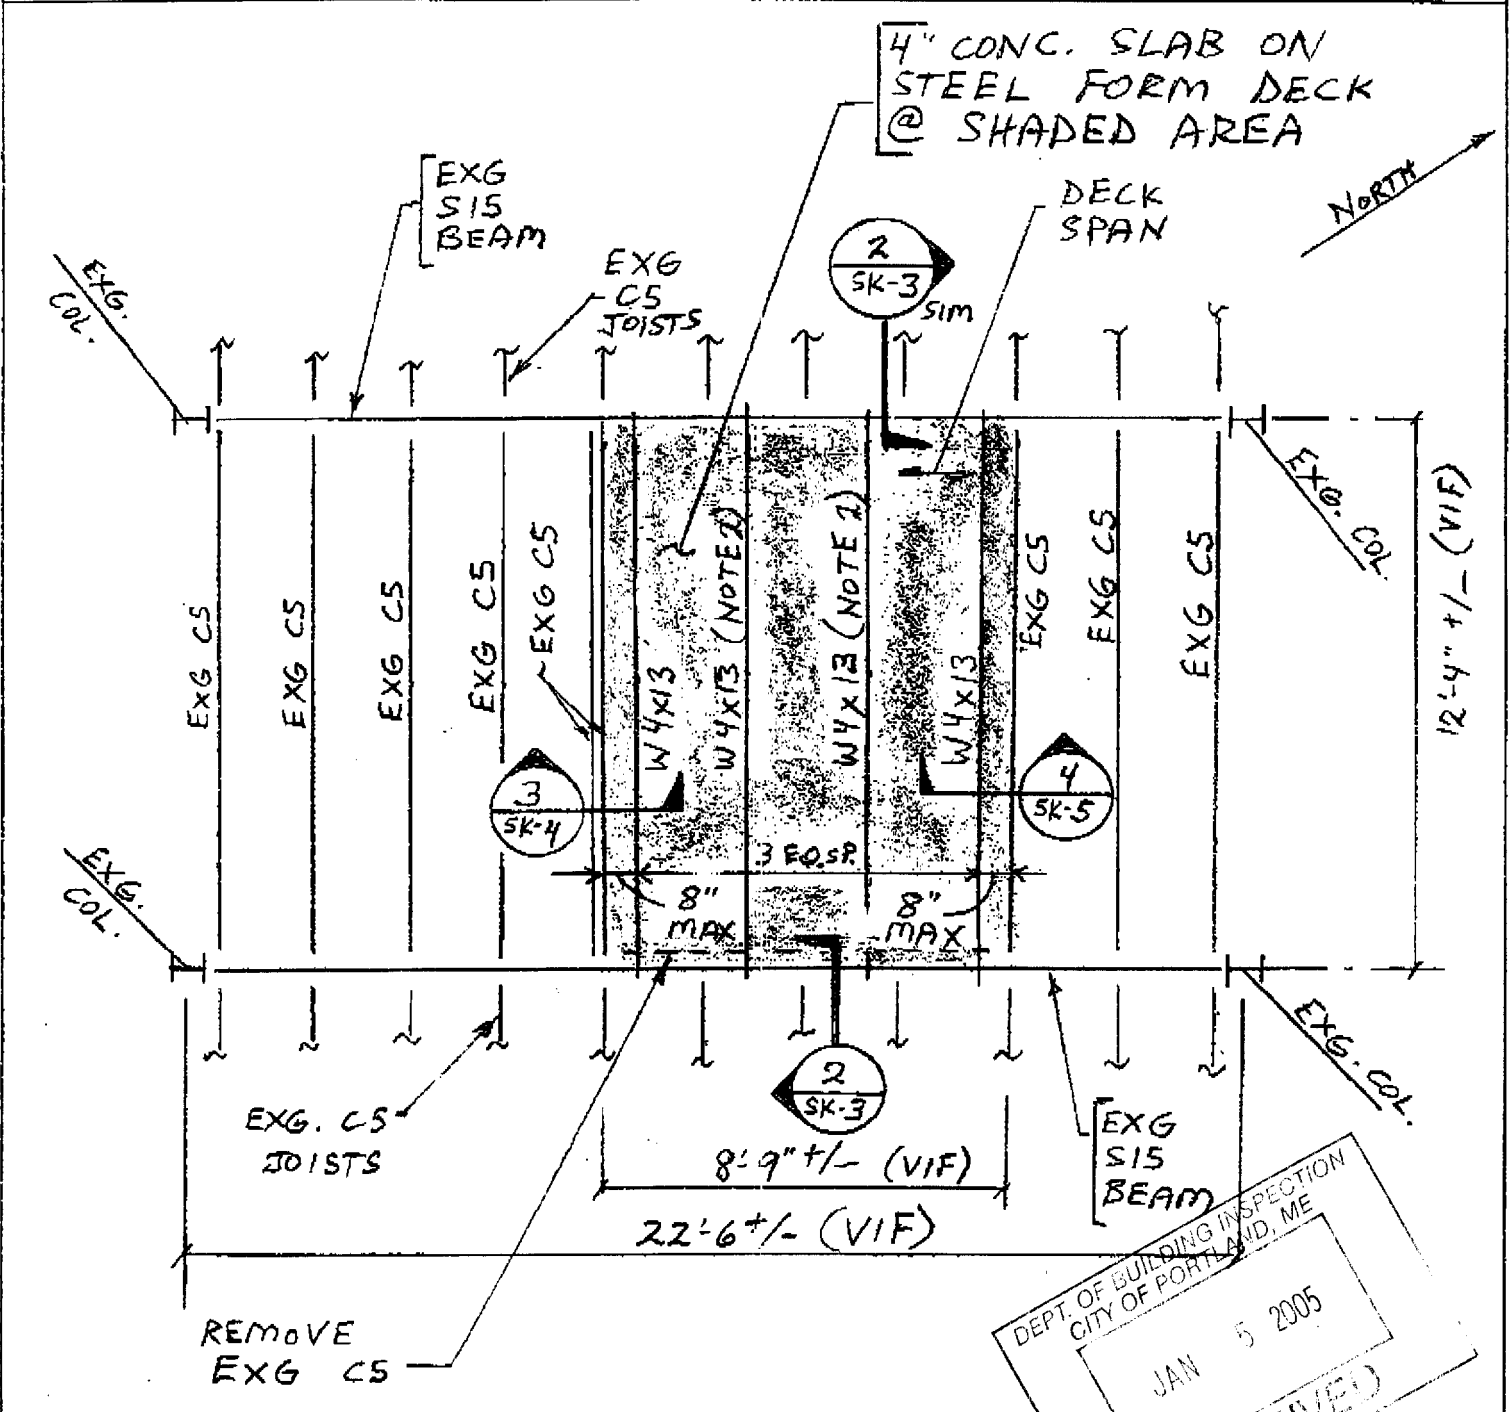 4" CONC. SLAB ON
STEEL FORM DECK
@ SHADED AREA
NORTH
EXG
S15
BEAM
DECK
SPAN
2
SK-3
SIM
EXG
C5
JOISTS
EXG.
COL.
EXG. COL.
12'-4" +/- (VIF)
EXG C5
EXG C5
EXG C5
EXG C5
EXG C5
W4x13
W4x13 (NOTE 2)
W4x13 (NOTE 2)
W4x13
EXG C5
EXG C5
EXG C5
3
SK-4
4
SK-5
3 EQ.SP.
8"
MAX
8"
MAX
EXG.
COL.
EXG. COL.
2
SK-3
EXG. C5
JOISTS
EXG
S15
BEAM
8'-9" +/- (VIF)
22'-6 +/- (VIF)
REMOVE
EXG C5
DEPT. OF BUILDING INSPECTION
CITY OF PORTLAND, ME
JAN 5 2005